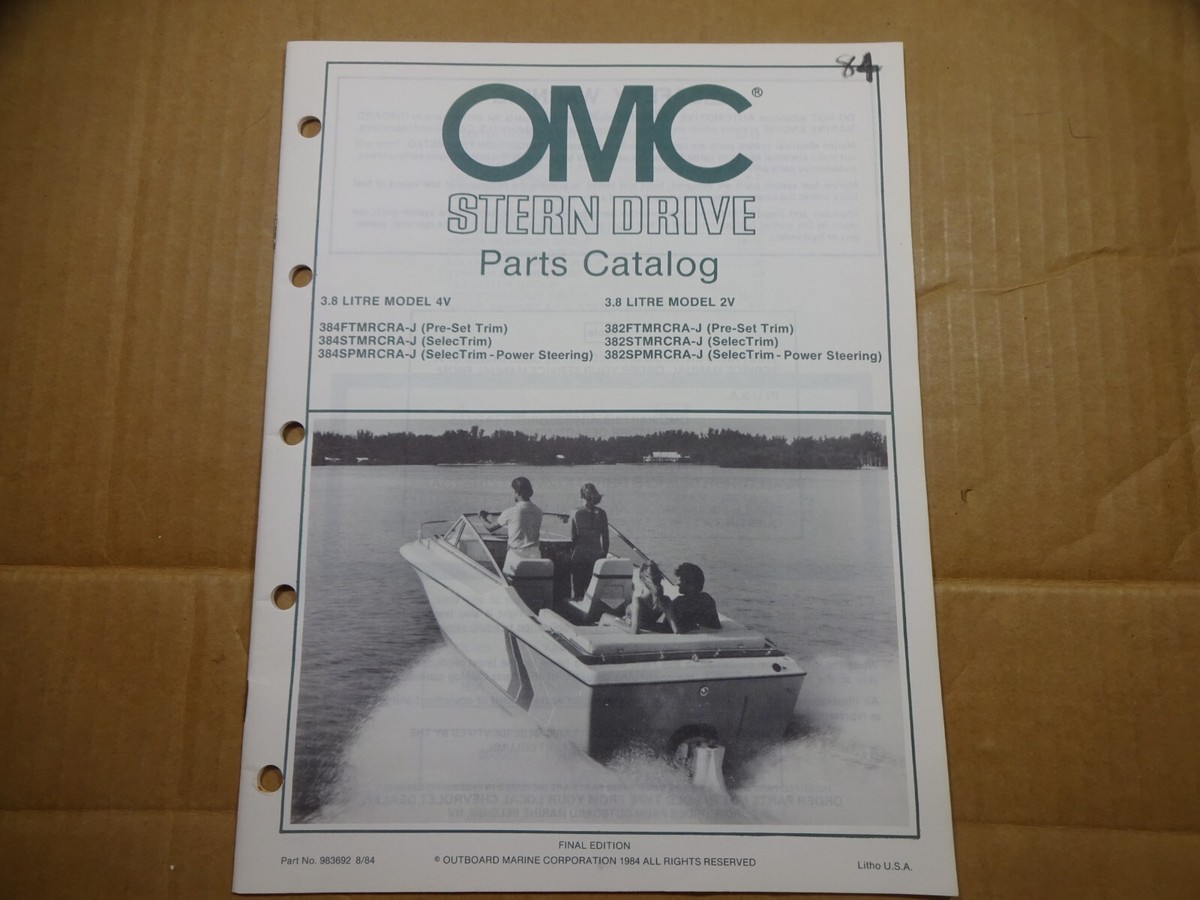 84
OMC®
STERN DRIVE
Parts Catalog
3.8 LITRE MODEL 4V
384FTMRCRA-J (Pre-Set Trim)
384STMRCRA-J (SelecTrim)
384SPMRCRA-J (SelecTrim - Power Steering)
3.8 LITRE MODEL 2V
382FTMRCRA-J (Pre-Set Trim)
382STMRCRA-J (SelecTrim)
382SPMRCRA-J (SelecTrim - Power Steering)
FINAL EDITION
Part No. 983692 8/84
© OUTBOARD MARINE CORPORATION 1984 ALL RIGHTS RESERVED
Litho U.S.A.